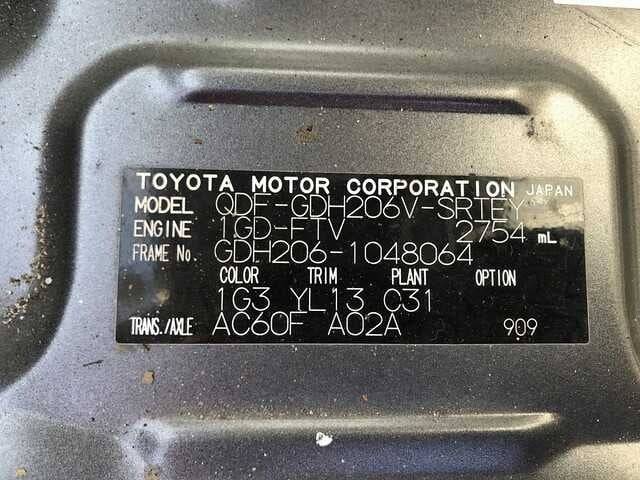 TOYOTA MOTOR CORPORATION JAPAN
MODEL QDF-GDH206V-SRTEY
ENGINE 1GD-FTV 2754 mL
FRAME No. GDH206-1048064
COLOR TRIM PLANT OPTION
1G3 YL13 C31
TRANS./AXLE AC60F A02A 909